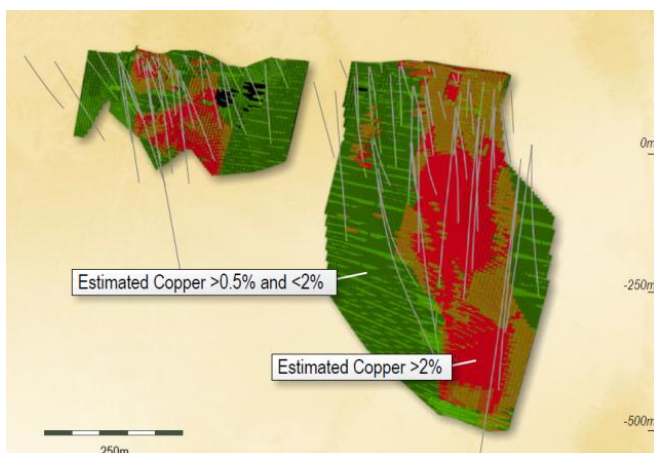 0m
Estimated Copper >0.5% and <2%
-250m
Estimated Copper >2%
-500m
250m